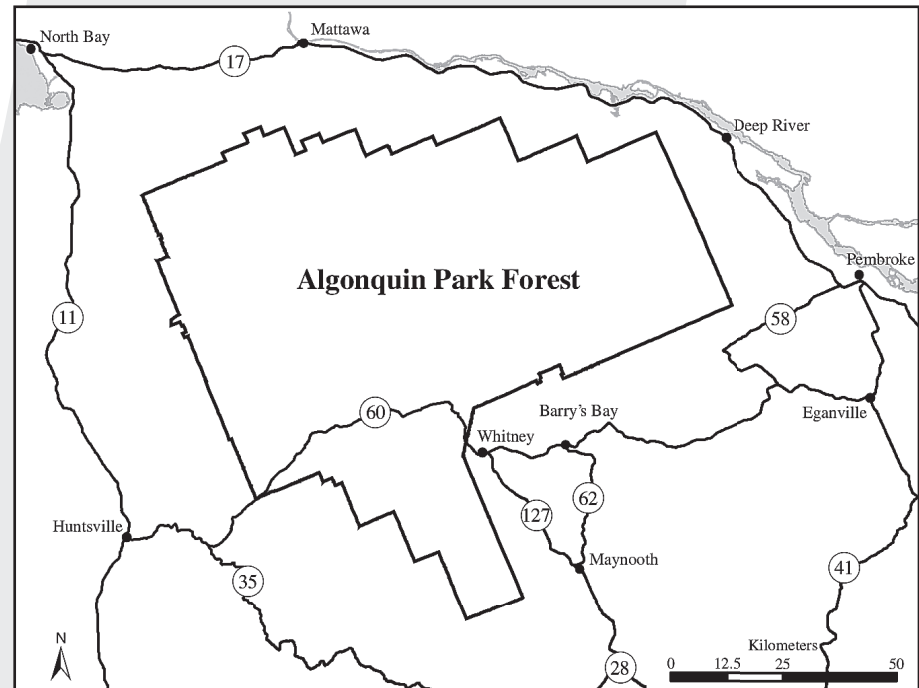 North Bay
Mattawa
17
Deep River
Algonquin Park Forest
Pembroke
11
58
60
Barry's Bay
Eganville
Whitney
62
127
Huntsville
Maynooth
35
41
N
Kilometers
28
0 12.5 25 50